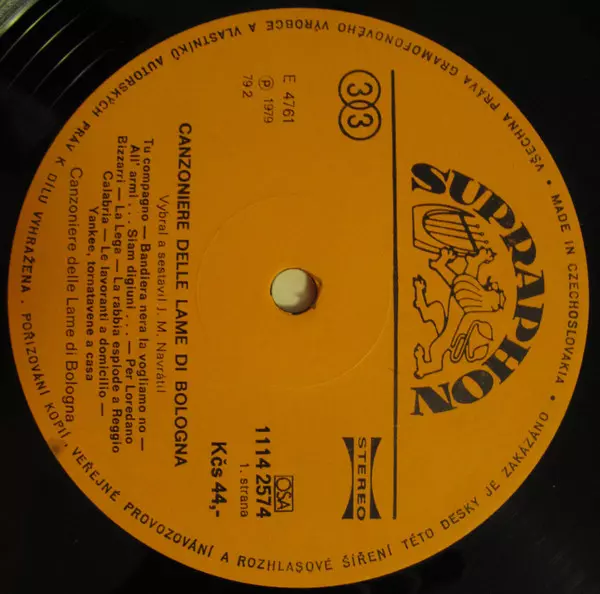 SUPRAPHON
33
STEREO
E 4761
Ⓟ 1979
79.2
OSA
1114 2574
1. strana
Kčs 44,-
CANZONIERE DELLE LAME DI BOLOGNA
Vybral a sestavil J. M. Navrátil
Tu compagno — Bandiera nera la vogliamo no —
All' armi . . . Siam digiuni . . . — Per Loredano
Bizzarri — La Lega — La rabbia esplode a Reggio
Calabria — Le lavoranti a domicilio —
Yankee, tornatavene a casa
Canzoniere delle Lame di Bologna
• MADE IN CZECHOSLOVAKIA • VŠECHNA PRÁVA GRAMOFONOVÉHO VÝROBCE A VLASTNÍKŮ AUTORSKÝCH PRÁV K DÍLU VYHRAŽENA . POŘIZOVÁNÍ KOPIÍ, VEŘEJNÉ PROVOZOVÁNÍ A ROZHLASOVÉ ŠÍŘENÍ TÉTO DESKY JE ZAKÁZÁNO